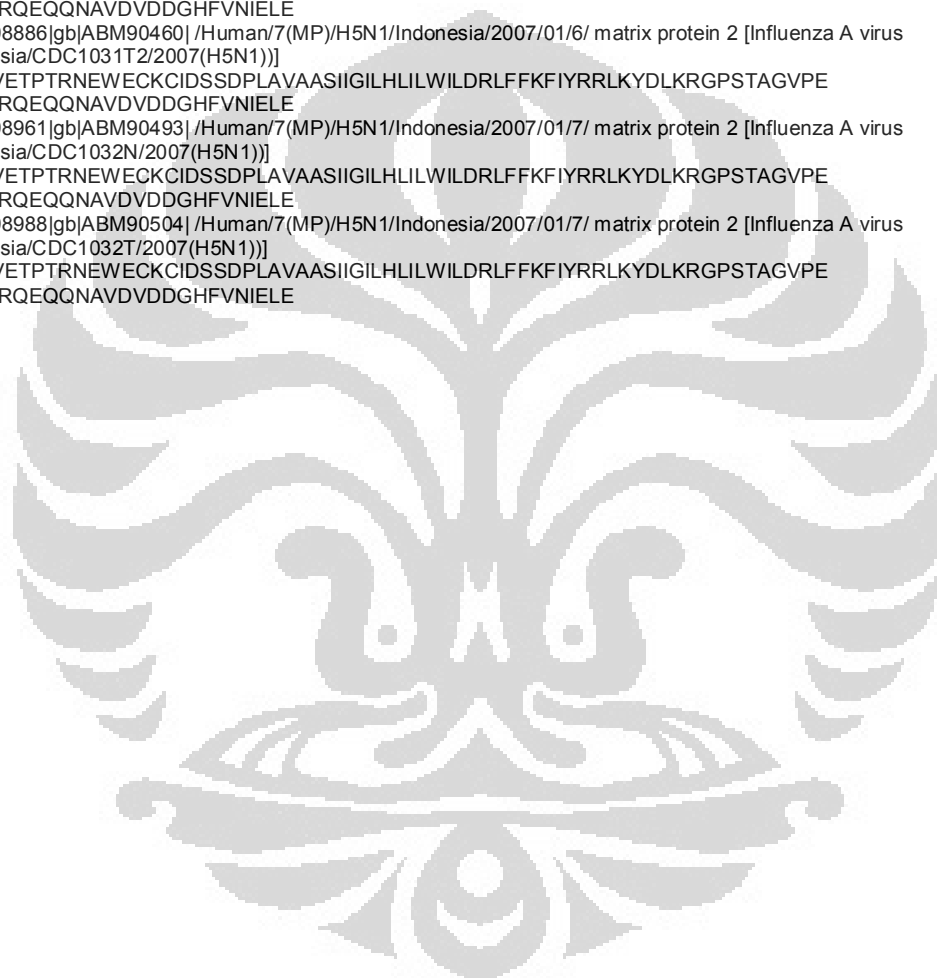 RQEQQNAVDVDDGHFVNIELE
08886|gb|ABM90460| /Human/7(MP)/H5N1/Indonesia/2007/01/6/ matrix protein 2 [Influenza A virus
sia/CDC1031T2/2007(H5N1))]
VETPTRNEWECKCIDSSDPLAVAASIIGILHLILWILDRLFFKFIYRRLKYDLKRGPSTAGVPE
RQEQQNAVDVDDGHFVNIELE
08961|gb|ABM90493| /Human/7(MP)/H5N1/Indonesia/2007/01/7/ matrix protein 2 [Influenza A virus
sia/CDC1032N/2007(H5N1))]
VETPTRNEWECKCIDSSDPLAVAASIIGILHLILWILDRLFFKFIYRRLKYDLKRGPSTAGVPE
RQEQQNAVDVDDGHFVNIELE
08988|gb|ABM90504| /Human/7(MP)/H5N1/Indonesia/2007/01/7/ matrix protein 2 [Influenza A virus
sia/CDC1032T/2007(H5N1))]
VETPTRNEWECKCIDSSDPLAVAASIIGILHLILWILDRLFFKFIYRRLKYDLKRGPSTAGVPE
RQEQQNAVDVDDGHFVNIELE